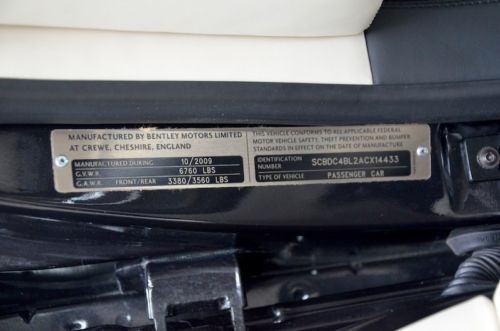 MANUFACTURED BY BENTLEY MOTORS LIMITED
AT CREWE, CHESHIRE, ENGLAND
MANUFACTURED DURING 10/2009
G.V.W.R. 6760 LBS
G.A.W.R. FRONT/REAR 3380/3560 LBS
THIS VEHICLE CONFORMS TO ALL APPLICABLE FEDERAL
MOTOR VEHICLE SAFETY, THEFT PREVENTION AND BUMPER
STANDARDS IN EFFECT ON THE DATE OF MANUFACTURE
IDENTIFICATION
NUMBER SCBDC4BL2ACX14433
TYPE OF VEHICLE PASSENGER CAR